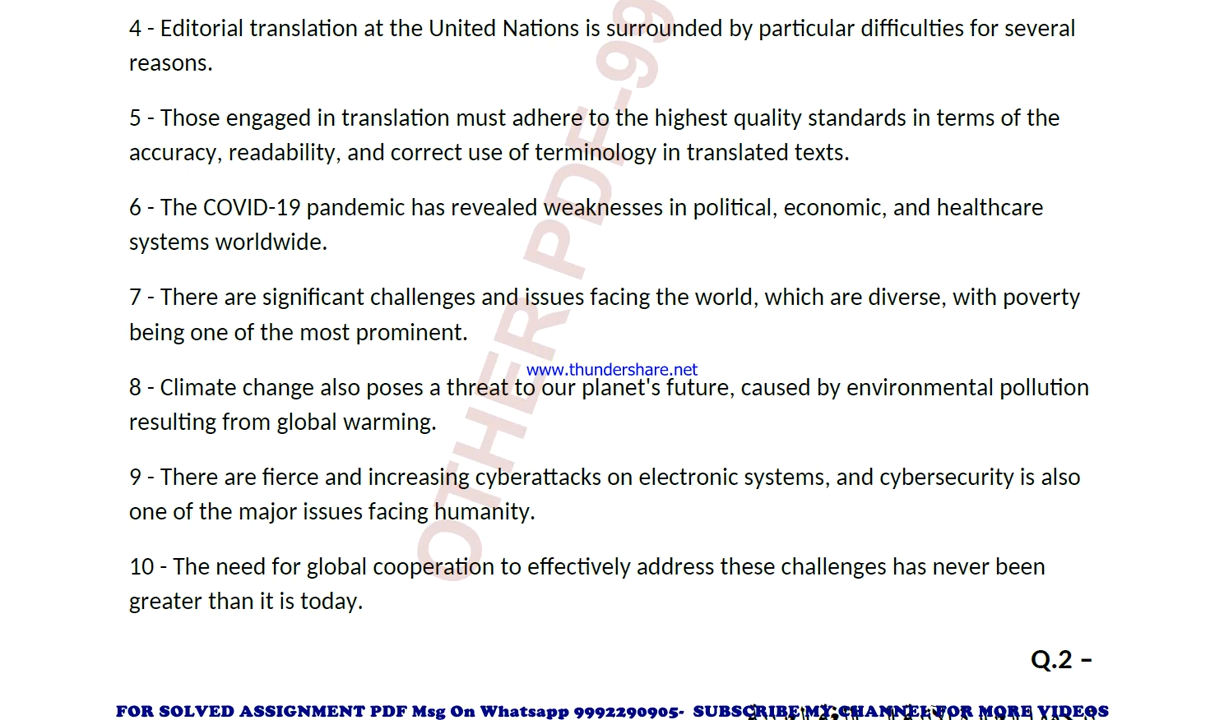 4 - Editorial translation at the United Nations is surrounded by particular difficulties for several
reasons.
5 - Those engaged in translation must adhere to the highest quality standards in terms of the
accuracy, readability, and correct use of terminology in translated texts.
6 - The COVID-19 pandemic has revealed weaknesses in political, economic, and healthcare
systems worldwide.
7 - There are significant challenges and issues facing the world, which are diverse, with poverty
being one of the most prominent.
www.thundershare.net
8 - Climate change also poses a threat to our planet's future, caused by environmental pollution
resulting from global warming.
9 - There are fierce and increasing cyberattacks on electronic systems, and cybersecurity is also
one of the major issues facing humanity.
10 - The need for global cooperation to effectively address these challenges has never been
greater than it is today.
OTHER PDF-99
Q.2 –
FOR SOLVED ASSIGNMENT PDF Msg On Whatsapp 9992290905- SUBSCRIBE MY CHANNEL FOR MORE VIDEOS